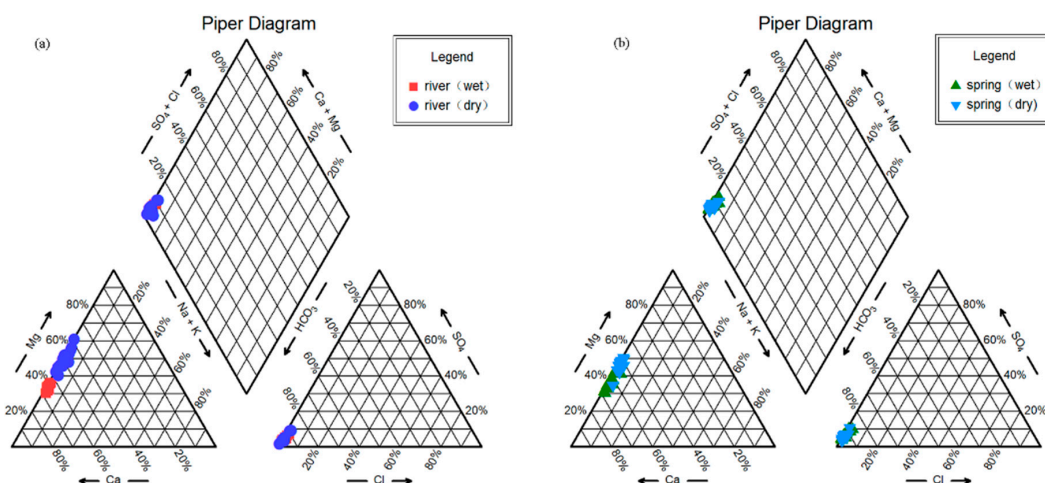 Piper Diagram
(a)
Legend
river（wet）
river（dry）
80%
80%
SO₄ + Cl
60%
60%
Ca + Mg
40%
40%
20%
20%
Mg
80%
60%
40%
20%
20%
40%
60%
80%
Na + K
HCO₃
20%
40%
60%
80%
80%
60%
40%
20%
SO₄
80%
60%
40%
20%
Ca
20%
40%
60%
80%
Cl
Piper Diagram
(b)
Legend
spring（wet）
spring（dry)
80%
80%
SO₄ + Cl
60%
60%
Ca + Mg
40%
40%
20%
20%
Mg
80%
60%
40%
20%
20%
40%
60%
80%
Na + K
HCO₃
20%
40%
60%
80%
80%
60%
40%
20%
SO₄
80%
60%
40%
20%
Ca
20%
40%
60%
80%
Cl